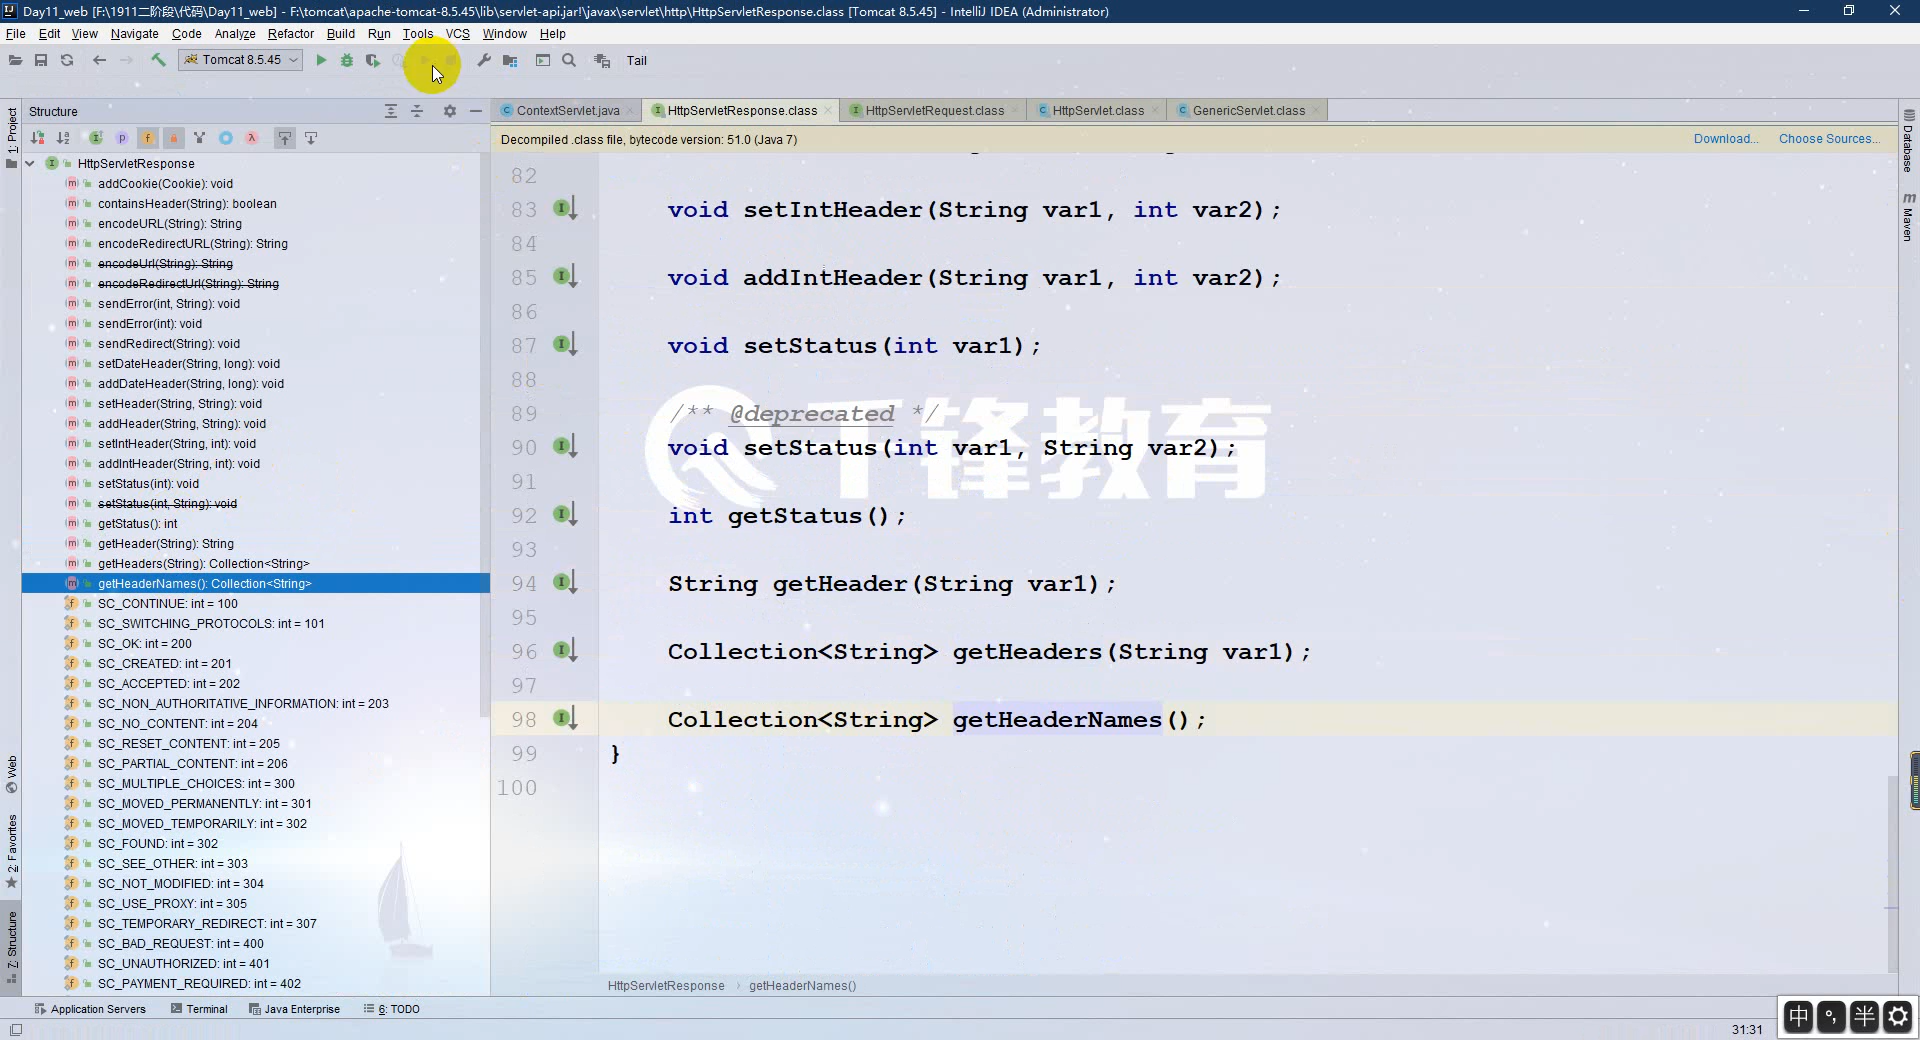 Day11_web [F:\1911二阶段\代码\Day11_web] - F:\tomcat\apache-tomcat-8.5.45\lib\servlet-api.jar!\javax\servlet\http\HttpServletResponse.class [Tomcat 8.5.45] - IntelliJ IDEA (Administrator)
File Edit View Navigate Code Analyze Refactor Build Run Tools VCS Window Help
Tomcat 8.5.45 Tail
Structure
ContextServlet.java HttpServletResponse.class HttpServletRequest.class HttpServlet.class GenericServlet.class
Decompiled .class file, bytecode version: 51.0 (Java 7) Download... Choose Sources...
1: Project
Web
2: Favorites
7: Structure
Database
Maven
HttpServletResponse
addCookie(Cookie): void
containsHeader(String): boolean
encodeURL(String): String
encodeRedirectURL(String): String
encodeUrl(String): String
encodeRedirectUrl(String): String
sendError(int, String): void
sendError(int): void
sendRedirect(String): void
setDateHeader(String, long): void
addDateHeader(String, long): void
setHeader(String, String): void
addHeader(String, String): void
setIntHeader(String, int): void
addIntHeader(String, int): void
setStatus(int): void
setStatus(int, String): void
getStatus(): int
getHeader(String): String
getHeaders(String): Collection<String>
getHeaderNames(): Collection<String>
SC_CONTINUE: int = 100
SC_SWITCHING_PROTOCOLS: int = 101
SC_OK: int = 200
SC_CREATED: int = 201
SC_ACCEPTED: int = 202
SC_NON_AUTHORITATIVE_INFORMATION: int = 203
SC_NO_CONTENT: int = 204
SC_RESET_CONTENT: int = 205
SC_PARTIAL_CONTENT: int = 206
SC_MULTIPLE_CHOICES: int = 300
SC_MOVED_PERMANENTLY: int = 301
SC_MOVED_TEMPORARILY: int = 302
SC_FOUND: int = 302
SC_SEE_OTHER: int = 303
SC_NOT_MODIFIED: int = 304
SC_USE_PROXY: int = 305
SC_TEMPORARY_REDIRECT: int = 307
SC_BAD_REQUEST: int = 400
SC_UNAUTHORIZED: int = 401
SC_PAYMENT_REQUIRED: int = 402
82
83 void setIntHeader(String var1, int var2);
84
85 void addIntHeader(String var1, int var2);
86
87 void setStatus(int var1);
88
89 /** @deprecated */
90 void setStatus(int var1, String var2);
91
92 int getStatus();
93
94 String getHeader(String var1);
95
96 Collection<String> getHeaders(String var1);
97
98 Collection<String> getHeaderNames();
99 }
100
千锋教育
HttpServletResponse › getHeaderNames()
Application Servers Terminal Java Enterprise 6: TODO
31:31
中 °, 半